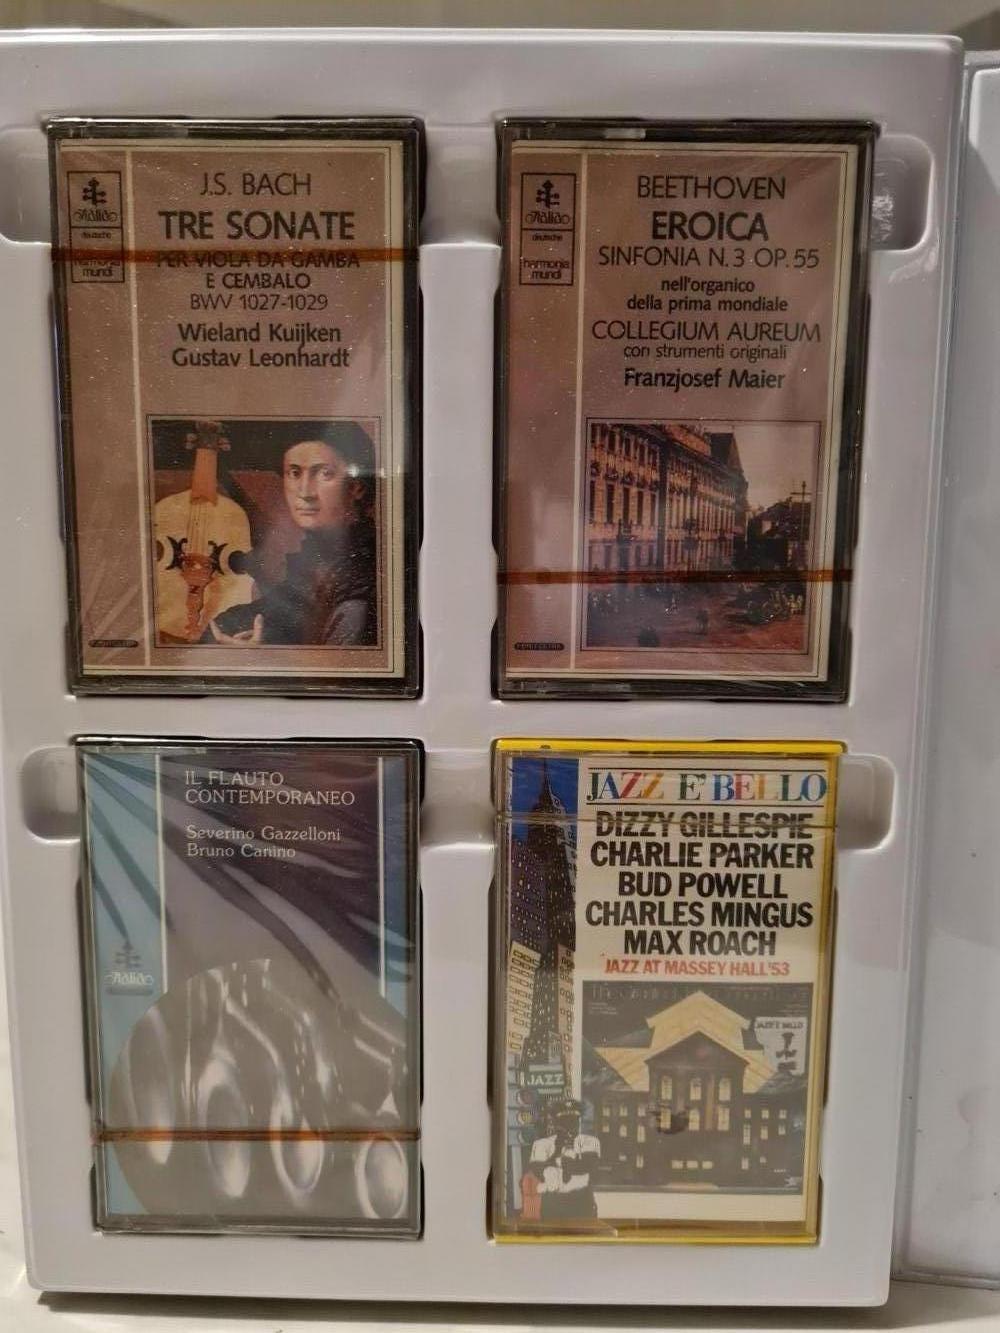 J.S. BACH
TRE SONATE
PER VIOLA DA GAMBA
E CEMBALO
BWV 1027-1029
Wieland Kuijken
Gustav Leonhardt
Italia
deutsche
harmonia
mundi
BEETHOVEN
EROICA
SINFONIA N.3 OP.55
nell'organico
della prima mondiale
COLLEGIUM AUREUM
con strumenti originali
Franzjosef Maier
Italia
deutsche
harmonia
mundi
IL FLAUTO
CONTEMPORANEO
Severino Gazzelloni
Bruno Canino
Italia
JAZZ E' BELLO
DIZZY GILLESPIE
CHARLIE PARKER
BUD POWELL
CHARLES MINGUS
MAX ROACH
JAZZ AT MASSEY HALL'53
JAZZ E' BELLO
JAZZ